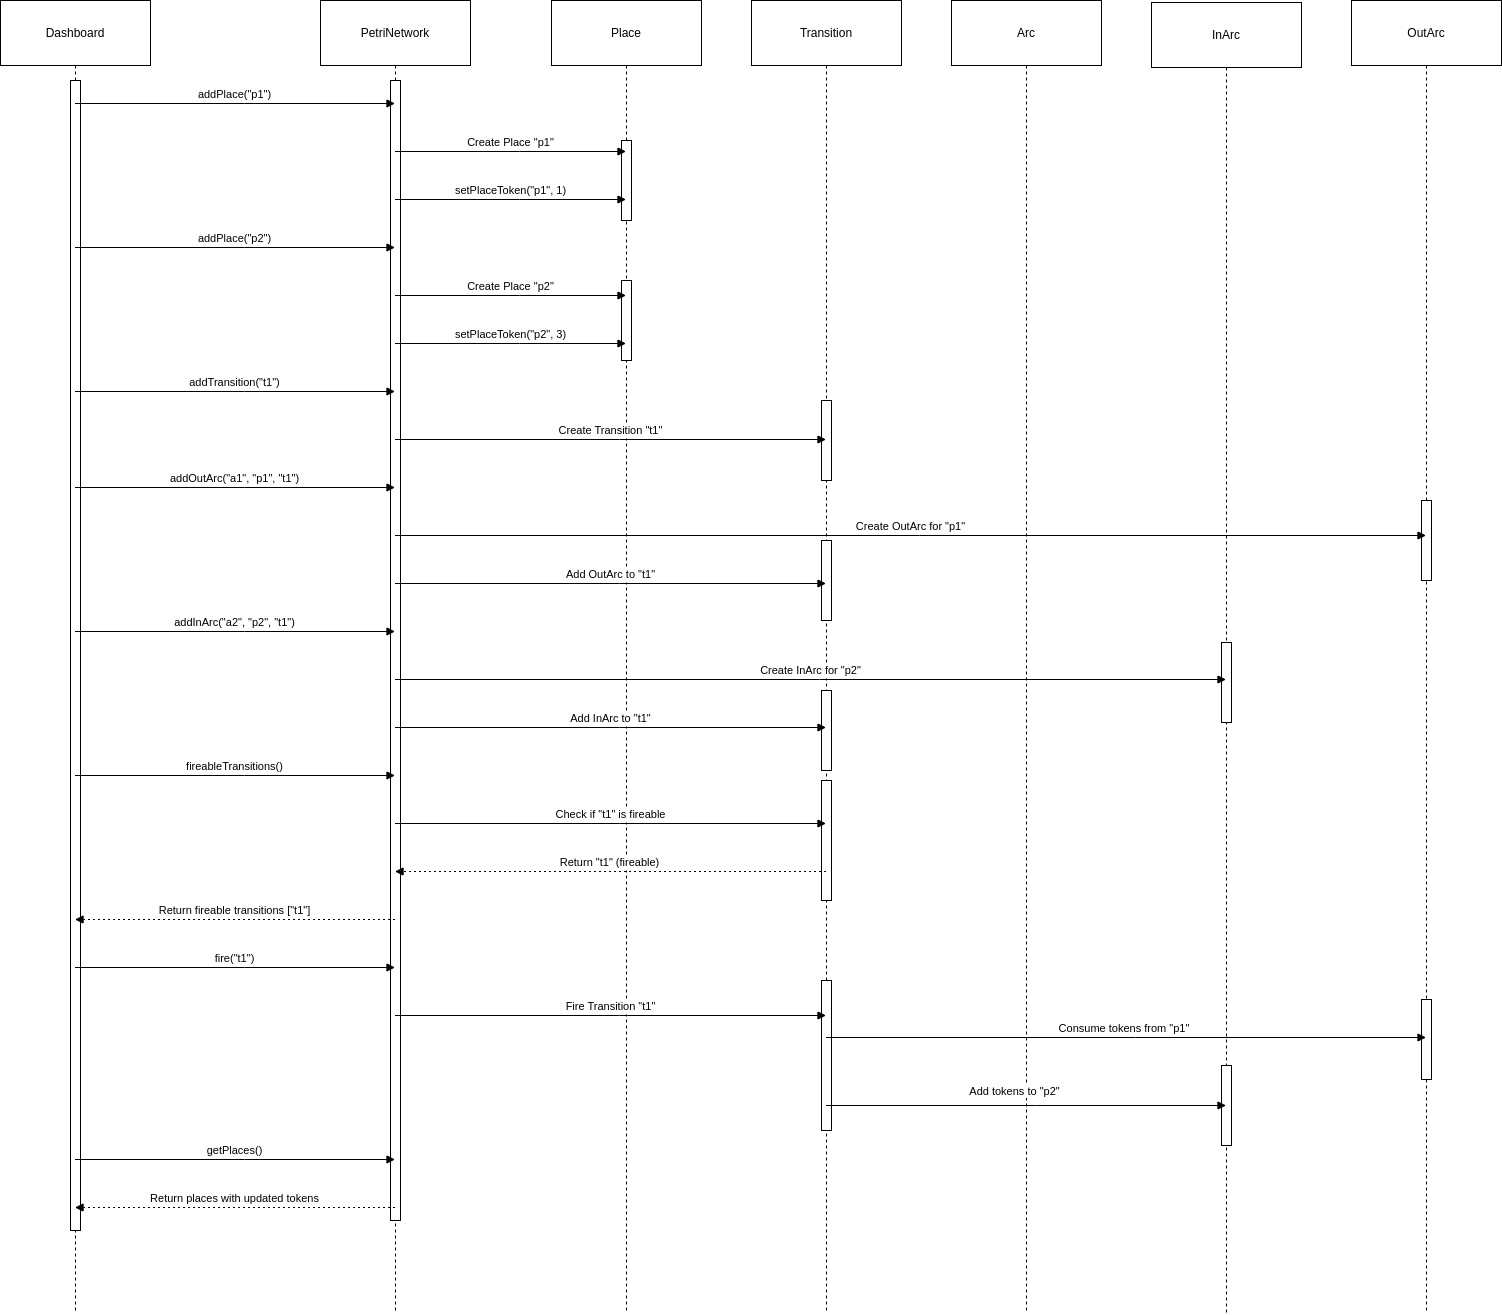 Dashboard
PetriNetwork
Place
Transition
Arc
InArc
OutArc
addPlace("p1")
Create Place "p1"
setPlaceToken("p1", 1)
addPlace("p2")
Create Place "p2"
setPlaceToken("p2", 3)
addTransition("t1")
Create Transition "t1"
addOutArc("a1", "p1", "t1")
Create OutArc for "p1"
Add OutArc to "t1"
addInArc("a2", "p2", "t1")
Create InArc for "p2"
Add InArc to "t1"
fireableTransitions()
Check if "t1" is fireable
Return "t1" (fireable)
Return fireable transitions ["t1"]
fire("t1")
Fire Transition "t1"
Consume tokens from "p1"
Add tokens to "p2"
getPlaces()
Return places with updated tokens